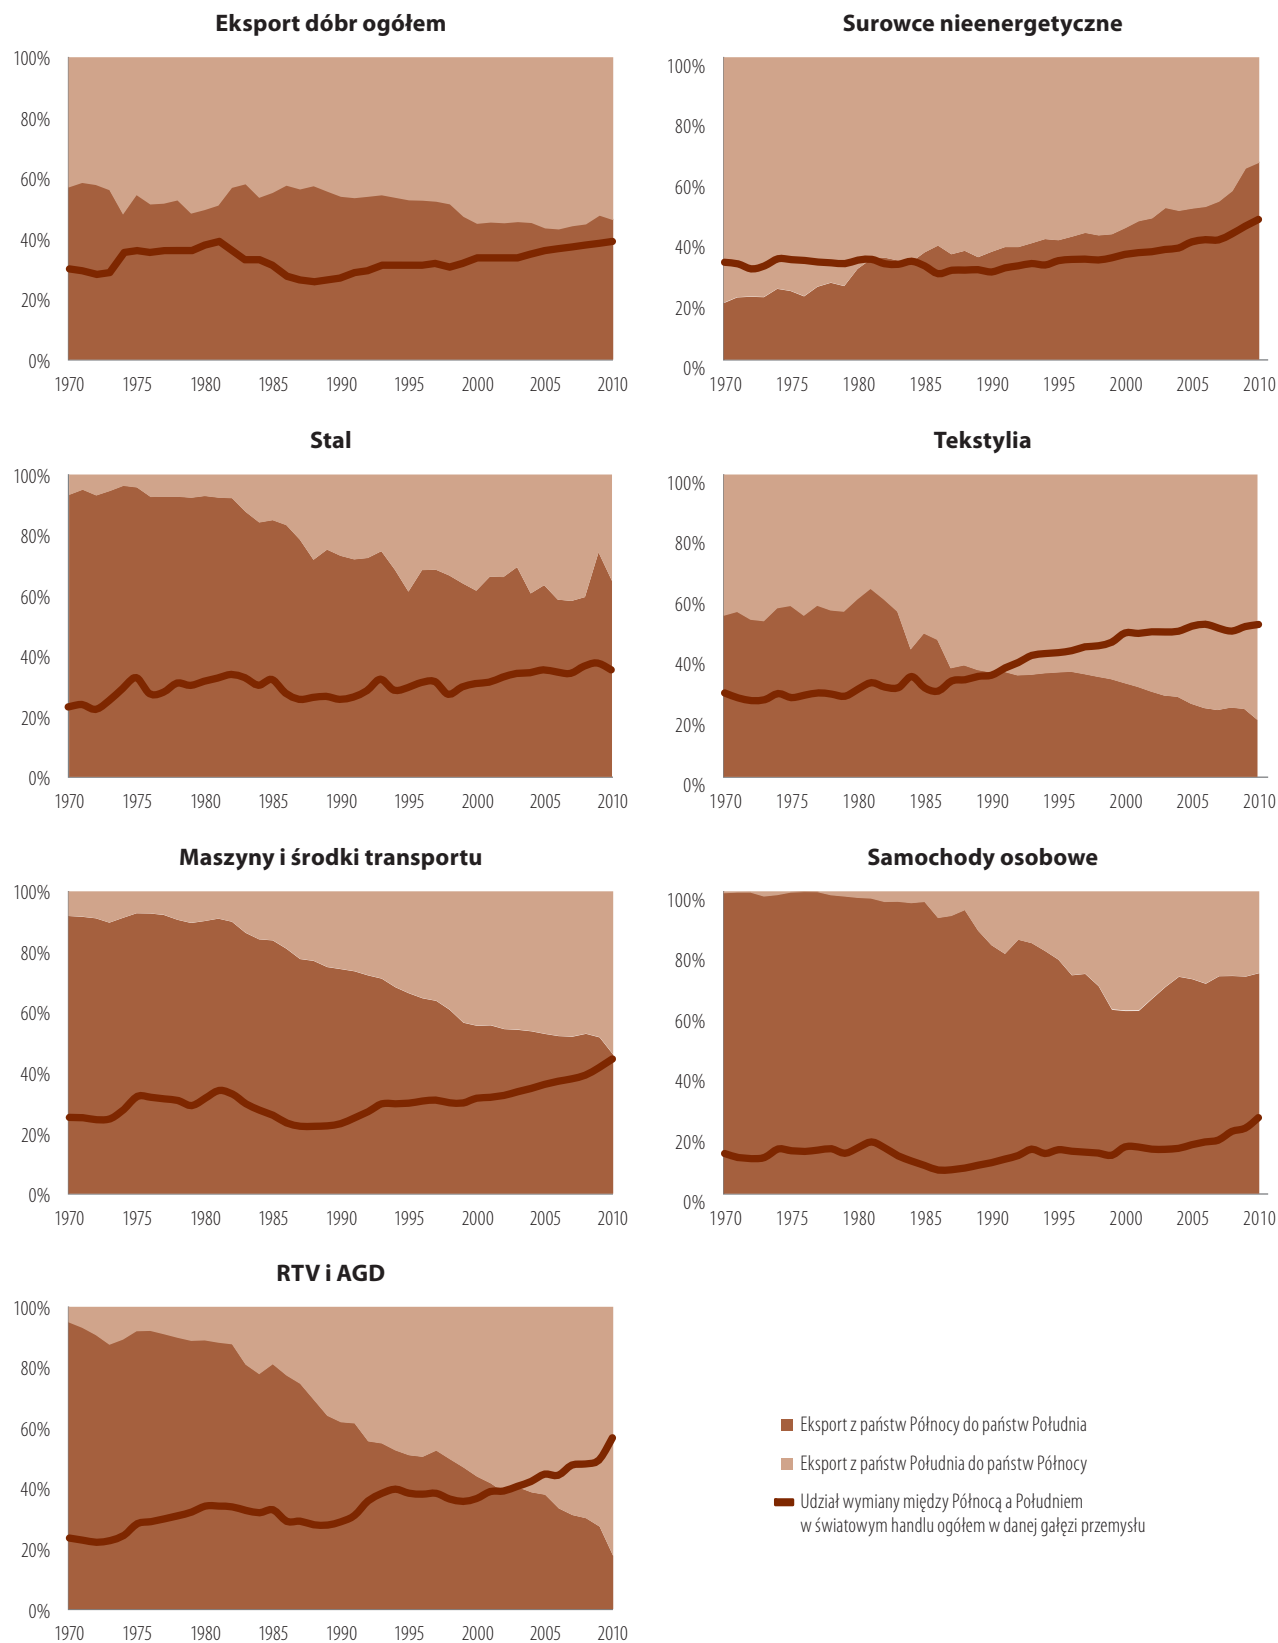 Eksport dóbr ogółem
100%
80%
60%
40%
20%
0%
1970 1975 1980 1985 1990 1995 2000 2005 2010
Surowce nieenergetyczne
100%
80%
60%
40%
20%
0%
1970 1975 1980 1985 1990 1995 2000 2005 2010
Stal
100%
80%
60%
40%
20%
0%
1970 1975 1980 1985 1990 1995 2000 2005 2010
Tekstylia
100%
80%
60%
40%
20%
0%
1970 1975 1980 1985 1990 1995 2000 2005 2010
Maszyny i środki transportu
100%
80%
60%
40%
20%
0%
1970 1975 1980 1985 1990 1995 2000 2005 2010
Samochody osobowe
100%
80%
60%
40%
20%
0%
1970 1975 1980 1985 1990 1995 2000 2005 2010
RTV i AGD
100%
80%
60%
40%
20%
0%
1970 1975 1980 1985 1990 1995 2000 2005 2010
Eksport z państw Północy do państw Południa
Eksport z państw Południa do państw Północy
Udział wymiany między Północą a Południem
w światowym handlu ogółem w danej gałęzi przemysłu